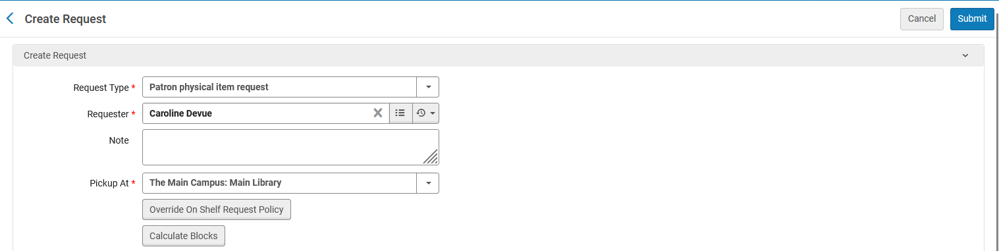 Create Request
Cancel
Submit
Create Request
Request Type *
Patron physical item request
Requester *
Caroline Devue
Note
Pickup At *
The Main Campus: Main Library
Override On Shelf Request Policy
Calculate Blocks